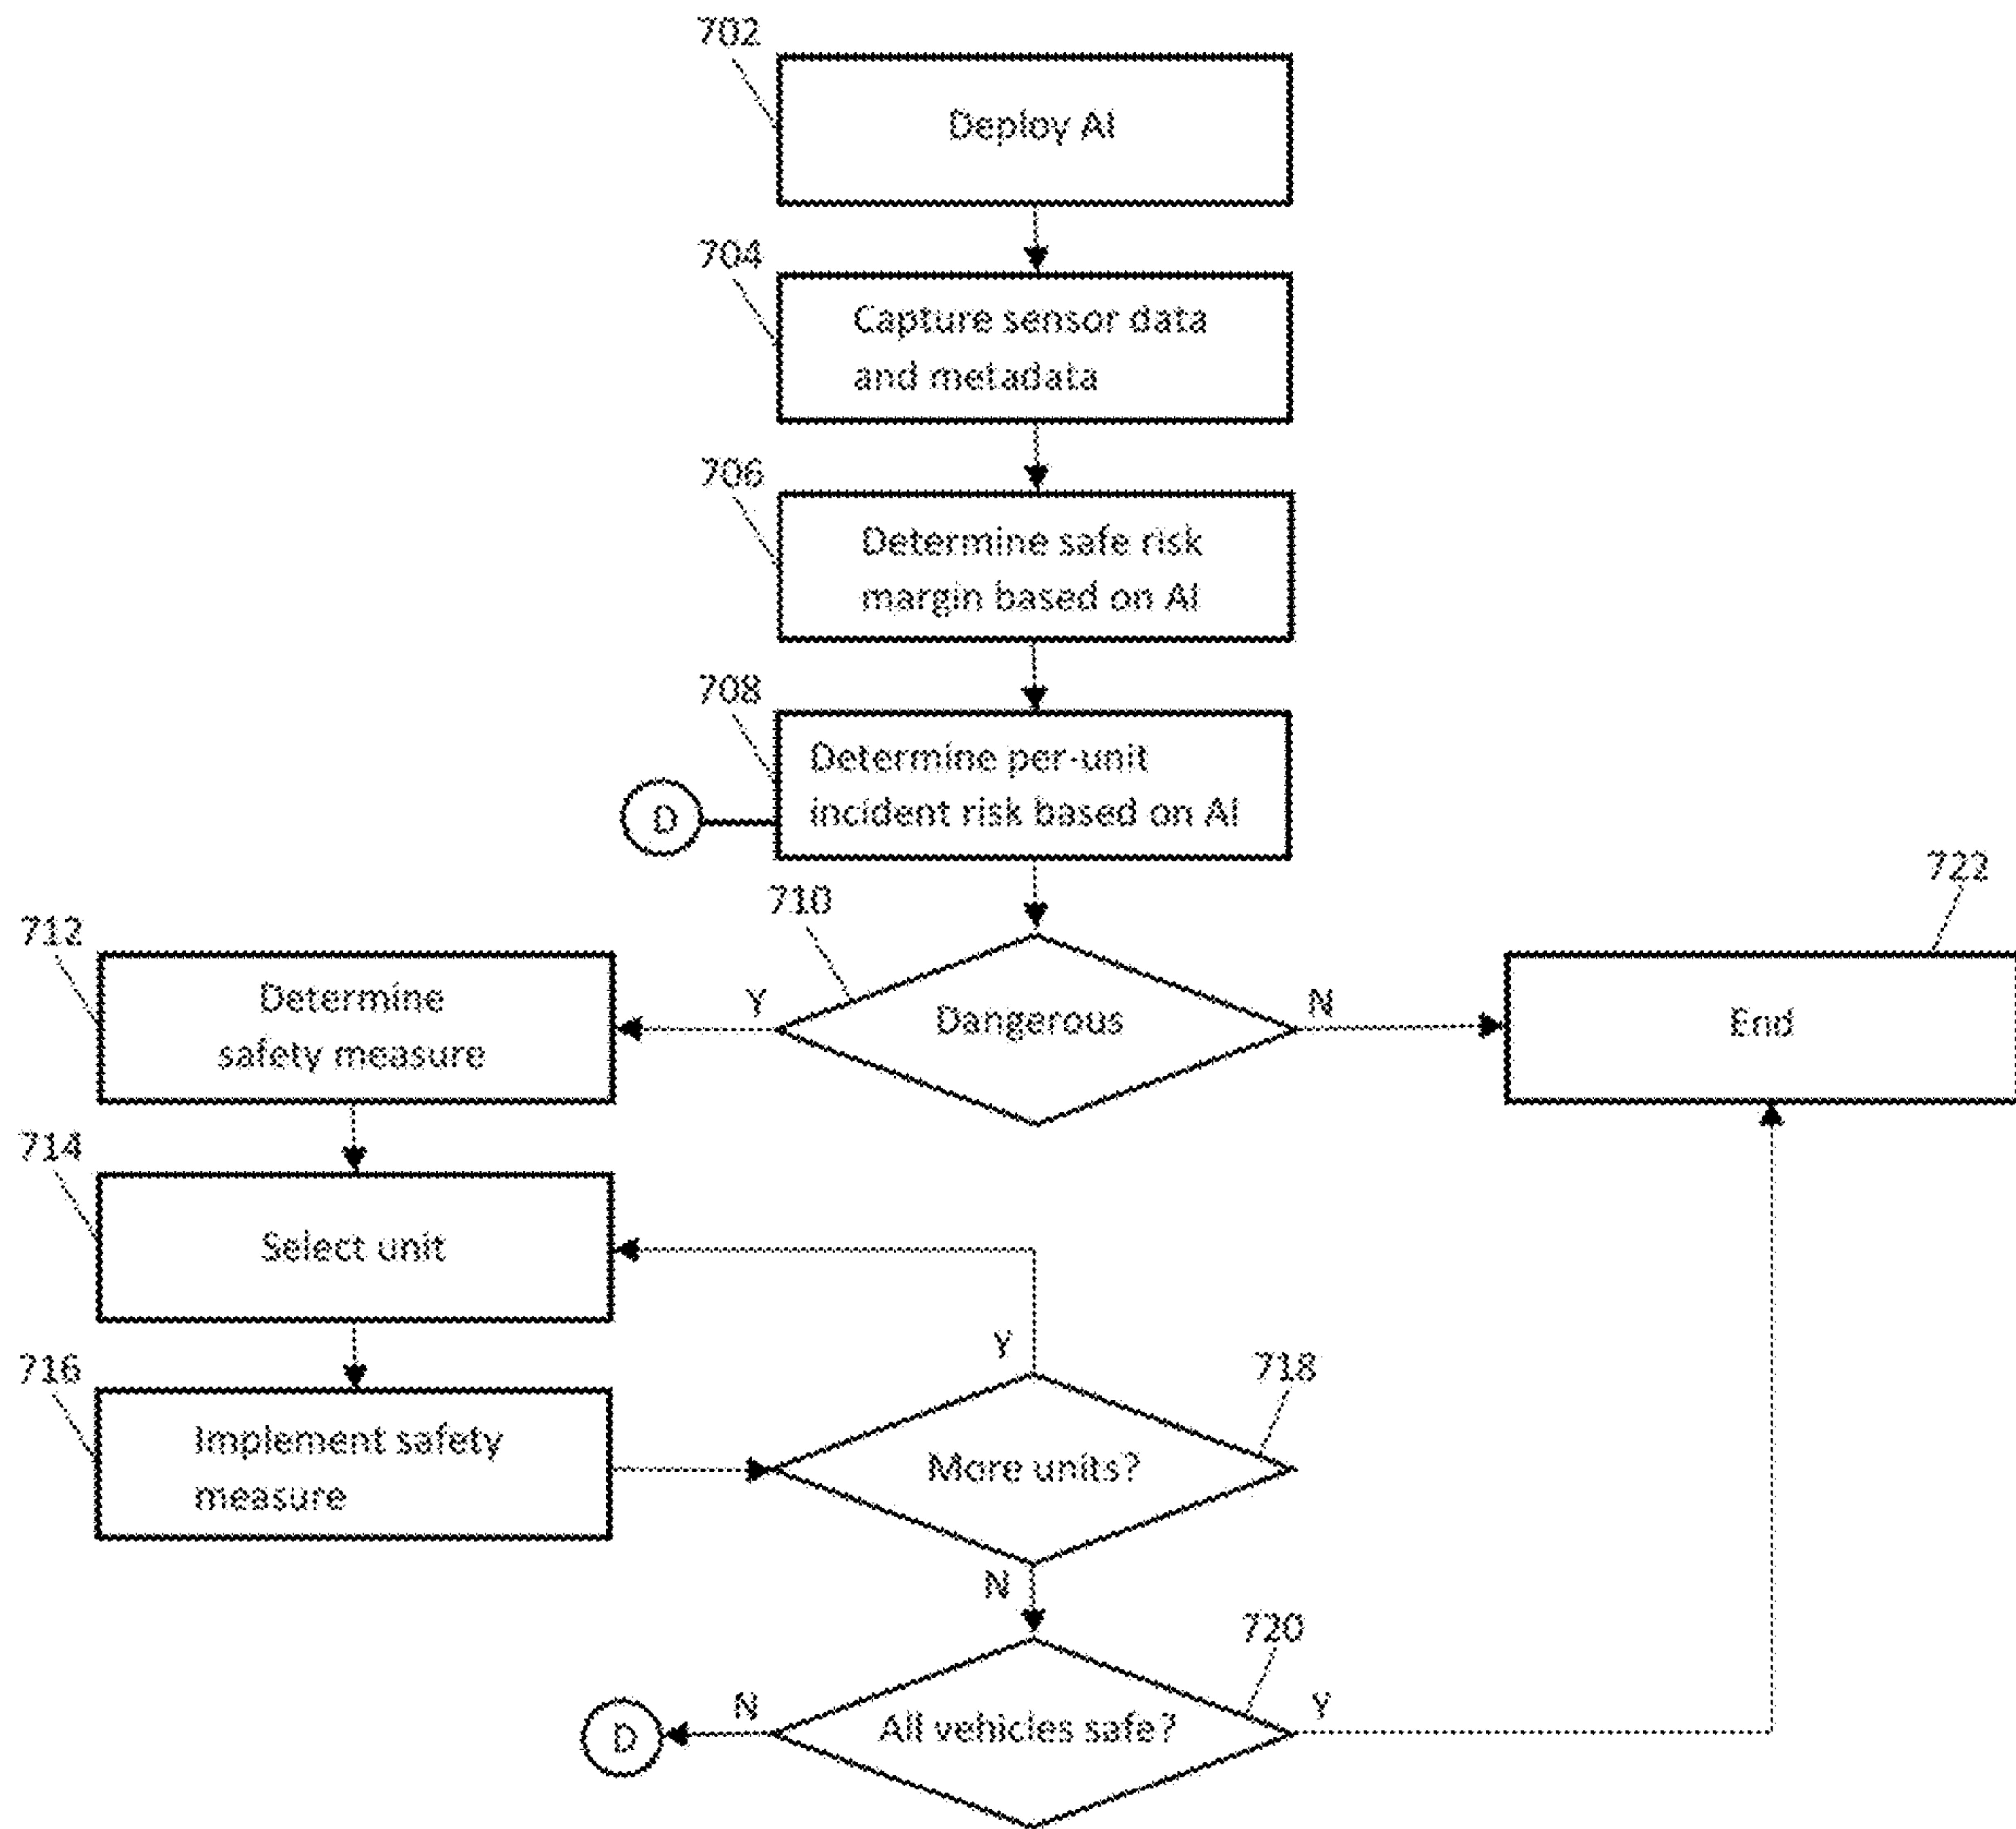 702
Deploy AI
704
Capture sensor data
and metadata
706
Determine safe risk
margin based on AI
708
Determine per-unit
incident risk based on AI
D
710
Dangerous
Y
N
712
Determine
safety measure
722
End
714
Select unit
716
Implement safety
measure
Y
718
More units?
N
720
All vehicles safe?
N
D
Y